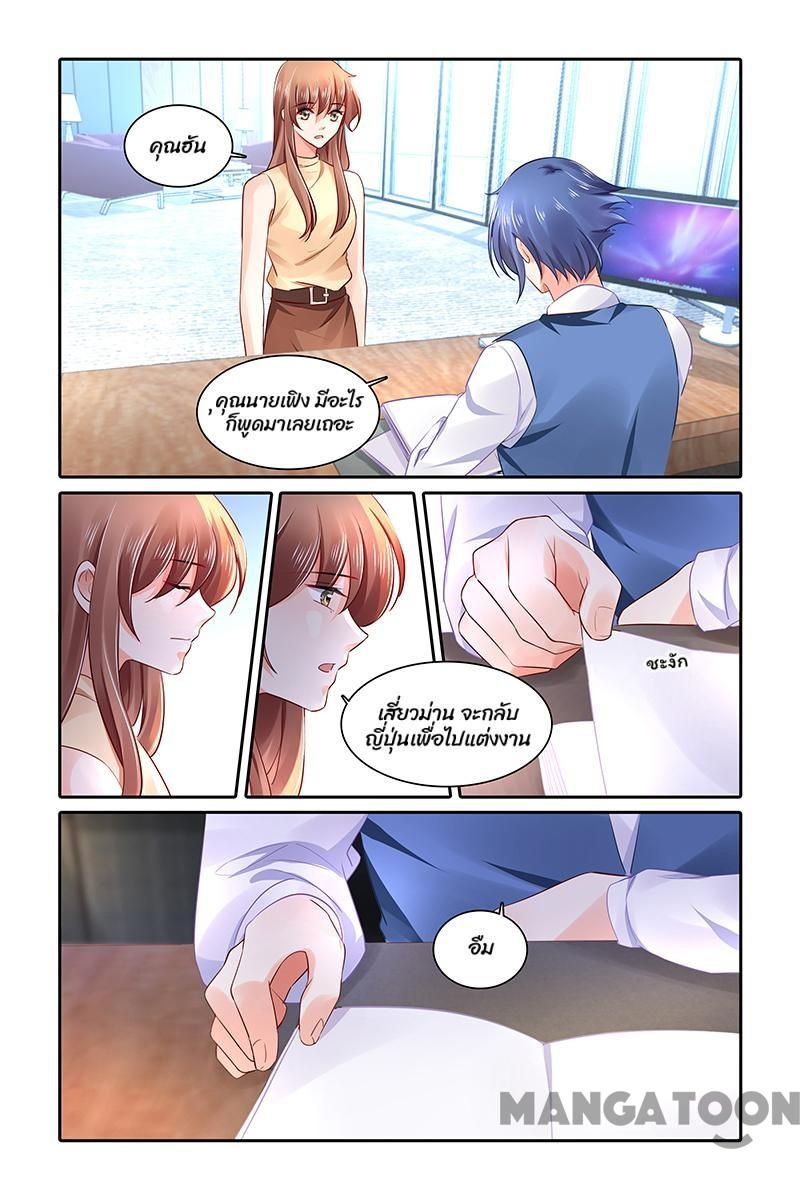 คุณฮัน
คุณนายเฟิง มีอะไร
ก็พูดมาเลยเถอะ
เสี่ยวม่าน จะกลับ
ญี่ปุ่นเพื่อไปแต่งงาน
ชะงัก
อืม
MANGATOON